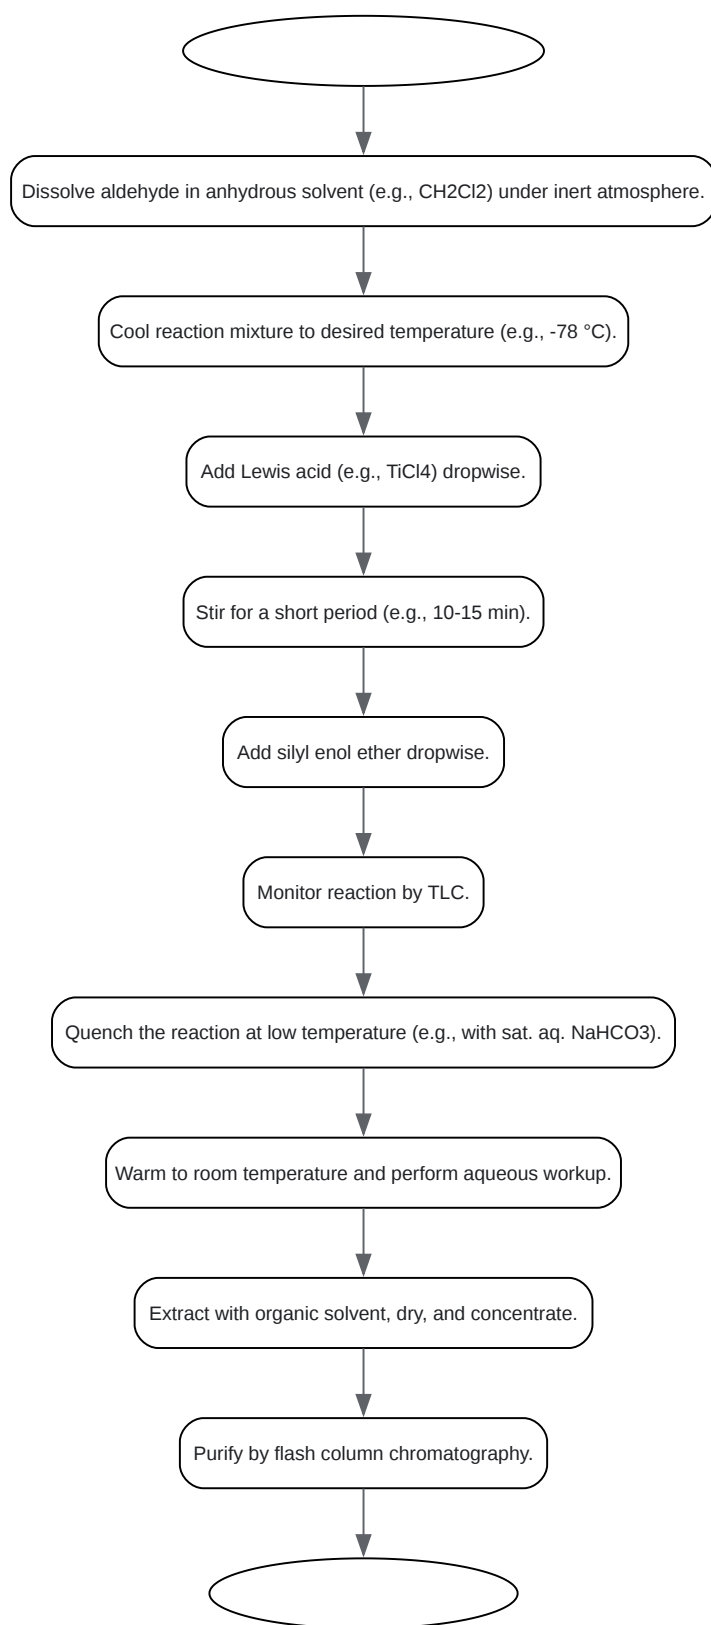 Dissolve aldehyde in anhydrous solvent (e.g., CH2Cl2) under inert atmosphere.
Cool reaction mixture to desired temperature (e.g., -78 °C).
Add Lewis acid (e.g., TiCl4) dropwise.
Stir for a short period (e.g., 10-15 min).
Add silyl enol ether dropwise.
Monitor reaction by TLC.
Quench the reaction at low temperature (e.g., with sat. aq. NaHCO3).
Warm to room temperature and perform aqueous workup.
Extract with organic solvent, dry, and concentrate.
Purify by flash column chromatography.